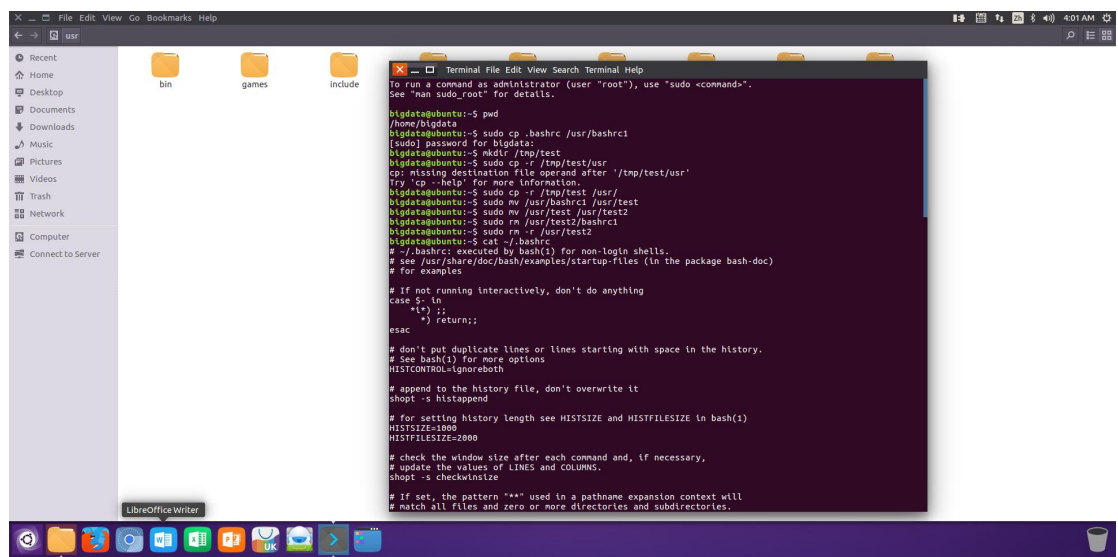 File Edit View Go Bookmarks Help
Zh 4:01 AM
usr
Recent
Home
Desktop
Documents
Downloads
Music
Pictures
Videos
Trash
Network
Computer
Connect to Server
bin games include
Terminal File Edit View Search Terminal Help
To run a command as administrator (user "root"), use "sudo <command>".
See "man sudo_root" for details.
bigdata@ubuntu:~$ pwd
/home/bigdata
bigdata@ubuntu:~$ sudo cp .bashrc /usr/bashrc1
[sudo] password for bigdata:
bigdata@ubuntu:~$ mkdir /tmp/test
bigdata@ubuntu:~$ sudo cp -r /tmp/test/usr
cp: missing destination file operand after '/tmp/test/usr'
Try 'cp --help' for more information.
bigdata@ubuntu:~$ sudo cp -r /tmp/test /usr/
bigdata@ubuntu:~$ sudo mv /usr/bashrc1 /usr/test
bigdata@ubuntu:~$ sudo mv /usr/test /usr/test2
bigdata@ubuntu:~$ sudo rm /usr/test2/bashrc1
bigdata@ubuntu:~$ sudo rm -r /usr/test2
bigdata@ubuntu:~$ cat ~/.bashrc
# ~/.bashrc: executed by bash(1) for non-login shells.
# see /usr/share/doc/bash/examples/startup-files (in the package bash-doc)
# for examples
# If not running interactively, don't do anything
case $- in
    *i*) ;;
      *) return;;
esac
# don't put duplicate lines or lines starting with space in the history.
# See bash(1) for more options
HISTCONTROL=ignoreboth
# append to the history file, don't overwrite it
shopt -s histappend
# for setting history length see HISTSIZE and HISTFILESIZE in bash(1)
HISTSIZE=1000
HISTFILESIZE=2000
# check the window size after each command and, if necessary,
# update the values of LINES and COLUMNS.
shopt -s checkwinsize
# If set, the pattern "**" used in a pathname expansion context will
# match all files and zero or more directories and subdirectories.
LibreOffice Writer
UK